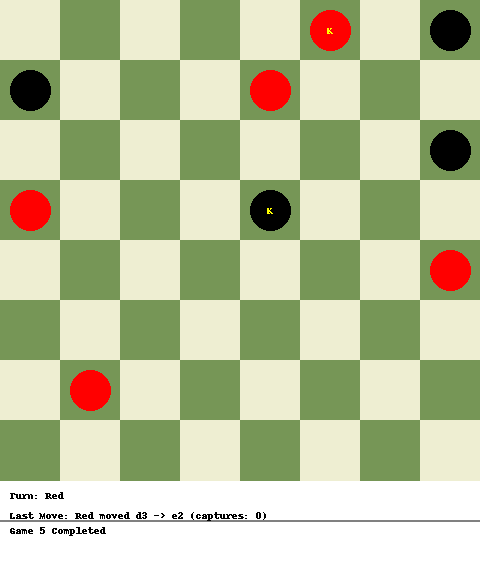 K
K
Turn: Red
Last Move: Red moved d3 -> e2 (captures: 0)
Game 5 Completed